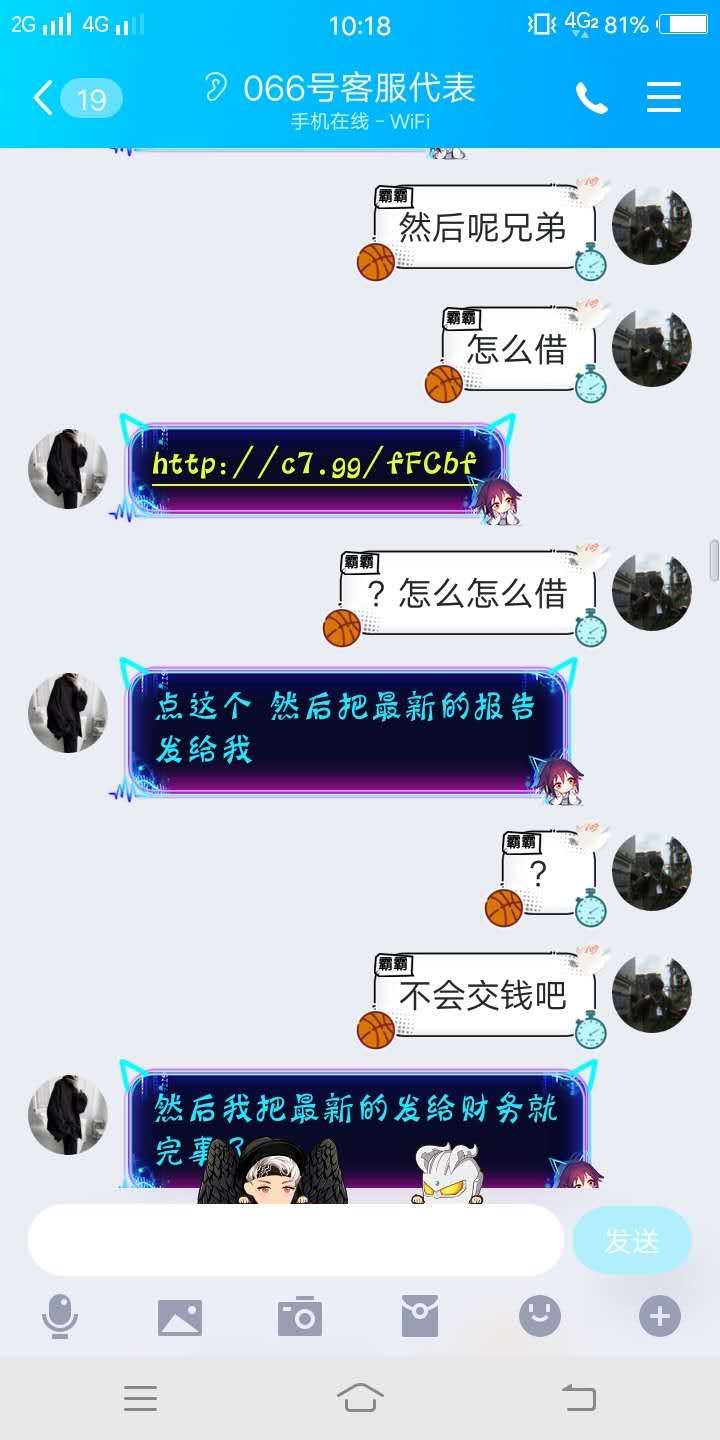 2G 4G 10:18 4G2 81%
19 066号客服代表
手机在线 - WiFi
霸霸
然后呢兄弟
霸霸
怎么借
http://c7.gg/fFCbf
霸霸
？怎么怎么借
点这个 然后把最新的报告
发给我
霸霸
？
霸霸
不会交钱吧
然后我把最新的发给财务就
完事了
发送